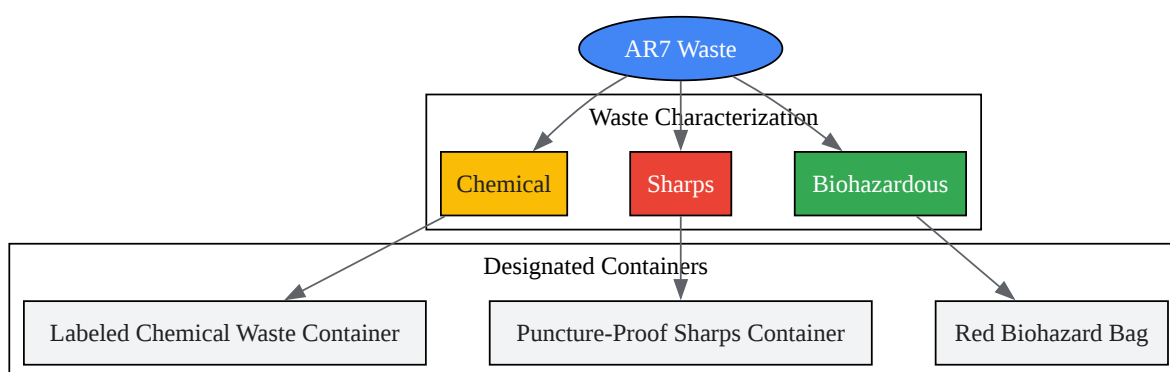 AR7 Waste
Waste Characterization
Chemical
Sharps
Biohazardous
Designated Containers
Labeled Chemical Waste Container
Puncture-Proof Sharps Container
Red Biohazard Bag